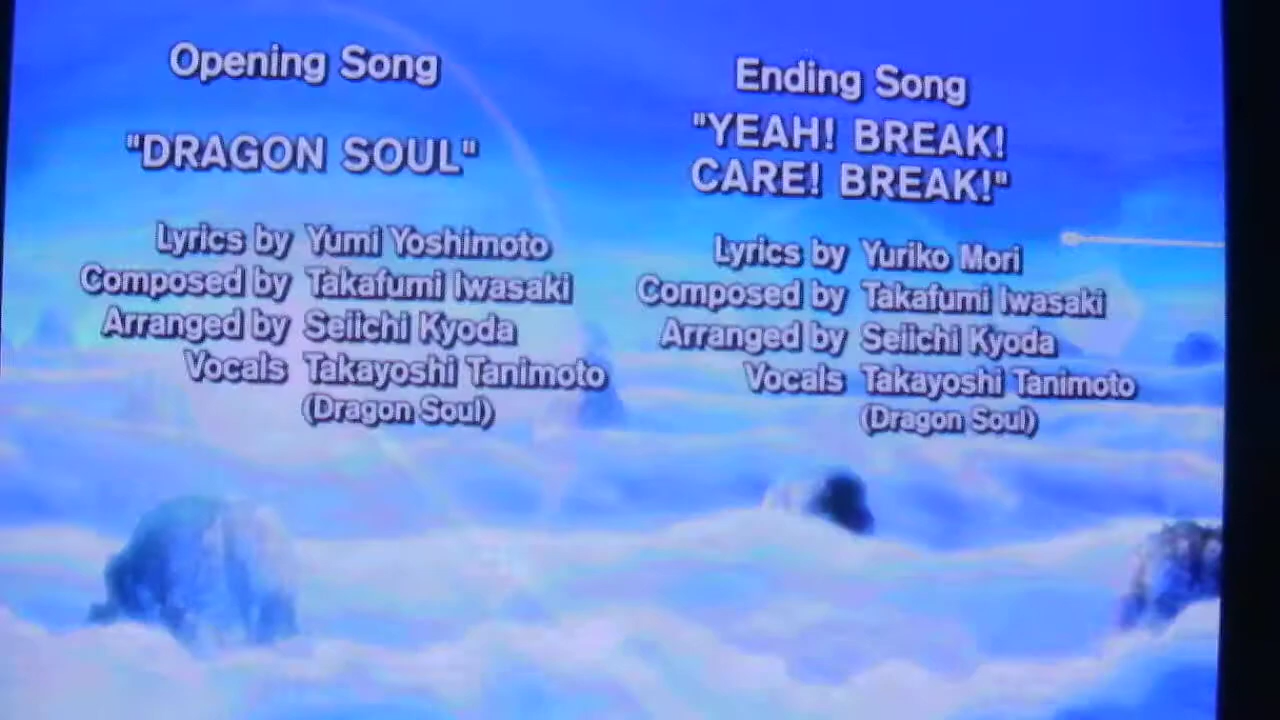 Opening Song
"DRAGON SOUL"
Lyrics by Yumi Yoshimoto
Composed by Takafumi Iwasaki
Arranged by Seiichi Kyoda
Vocals Takayoshi Tanimoto
(Dragon Soul)
Ending Song
"YEAH! BREAK!
CARE! BREAK!"
Lyrics by Yuriko Mori
Composed by Takafumi Iwasaki
Arranged by Seiichi Kyoda
Vocals Takayoshi Tanimoto
(Dragon Soul)